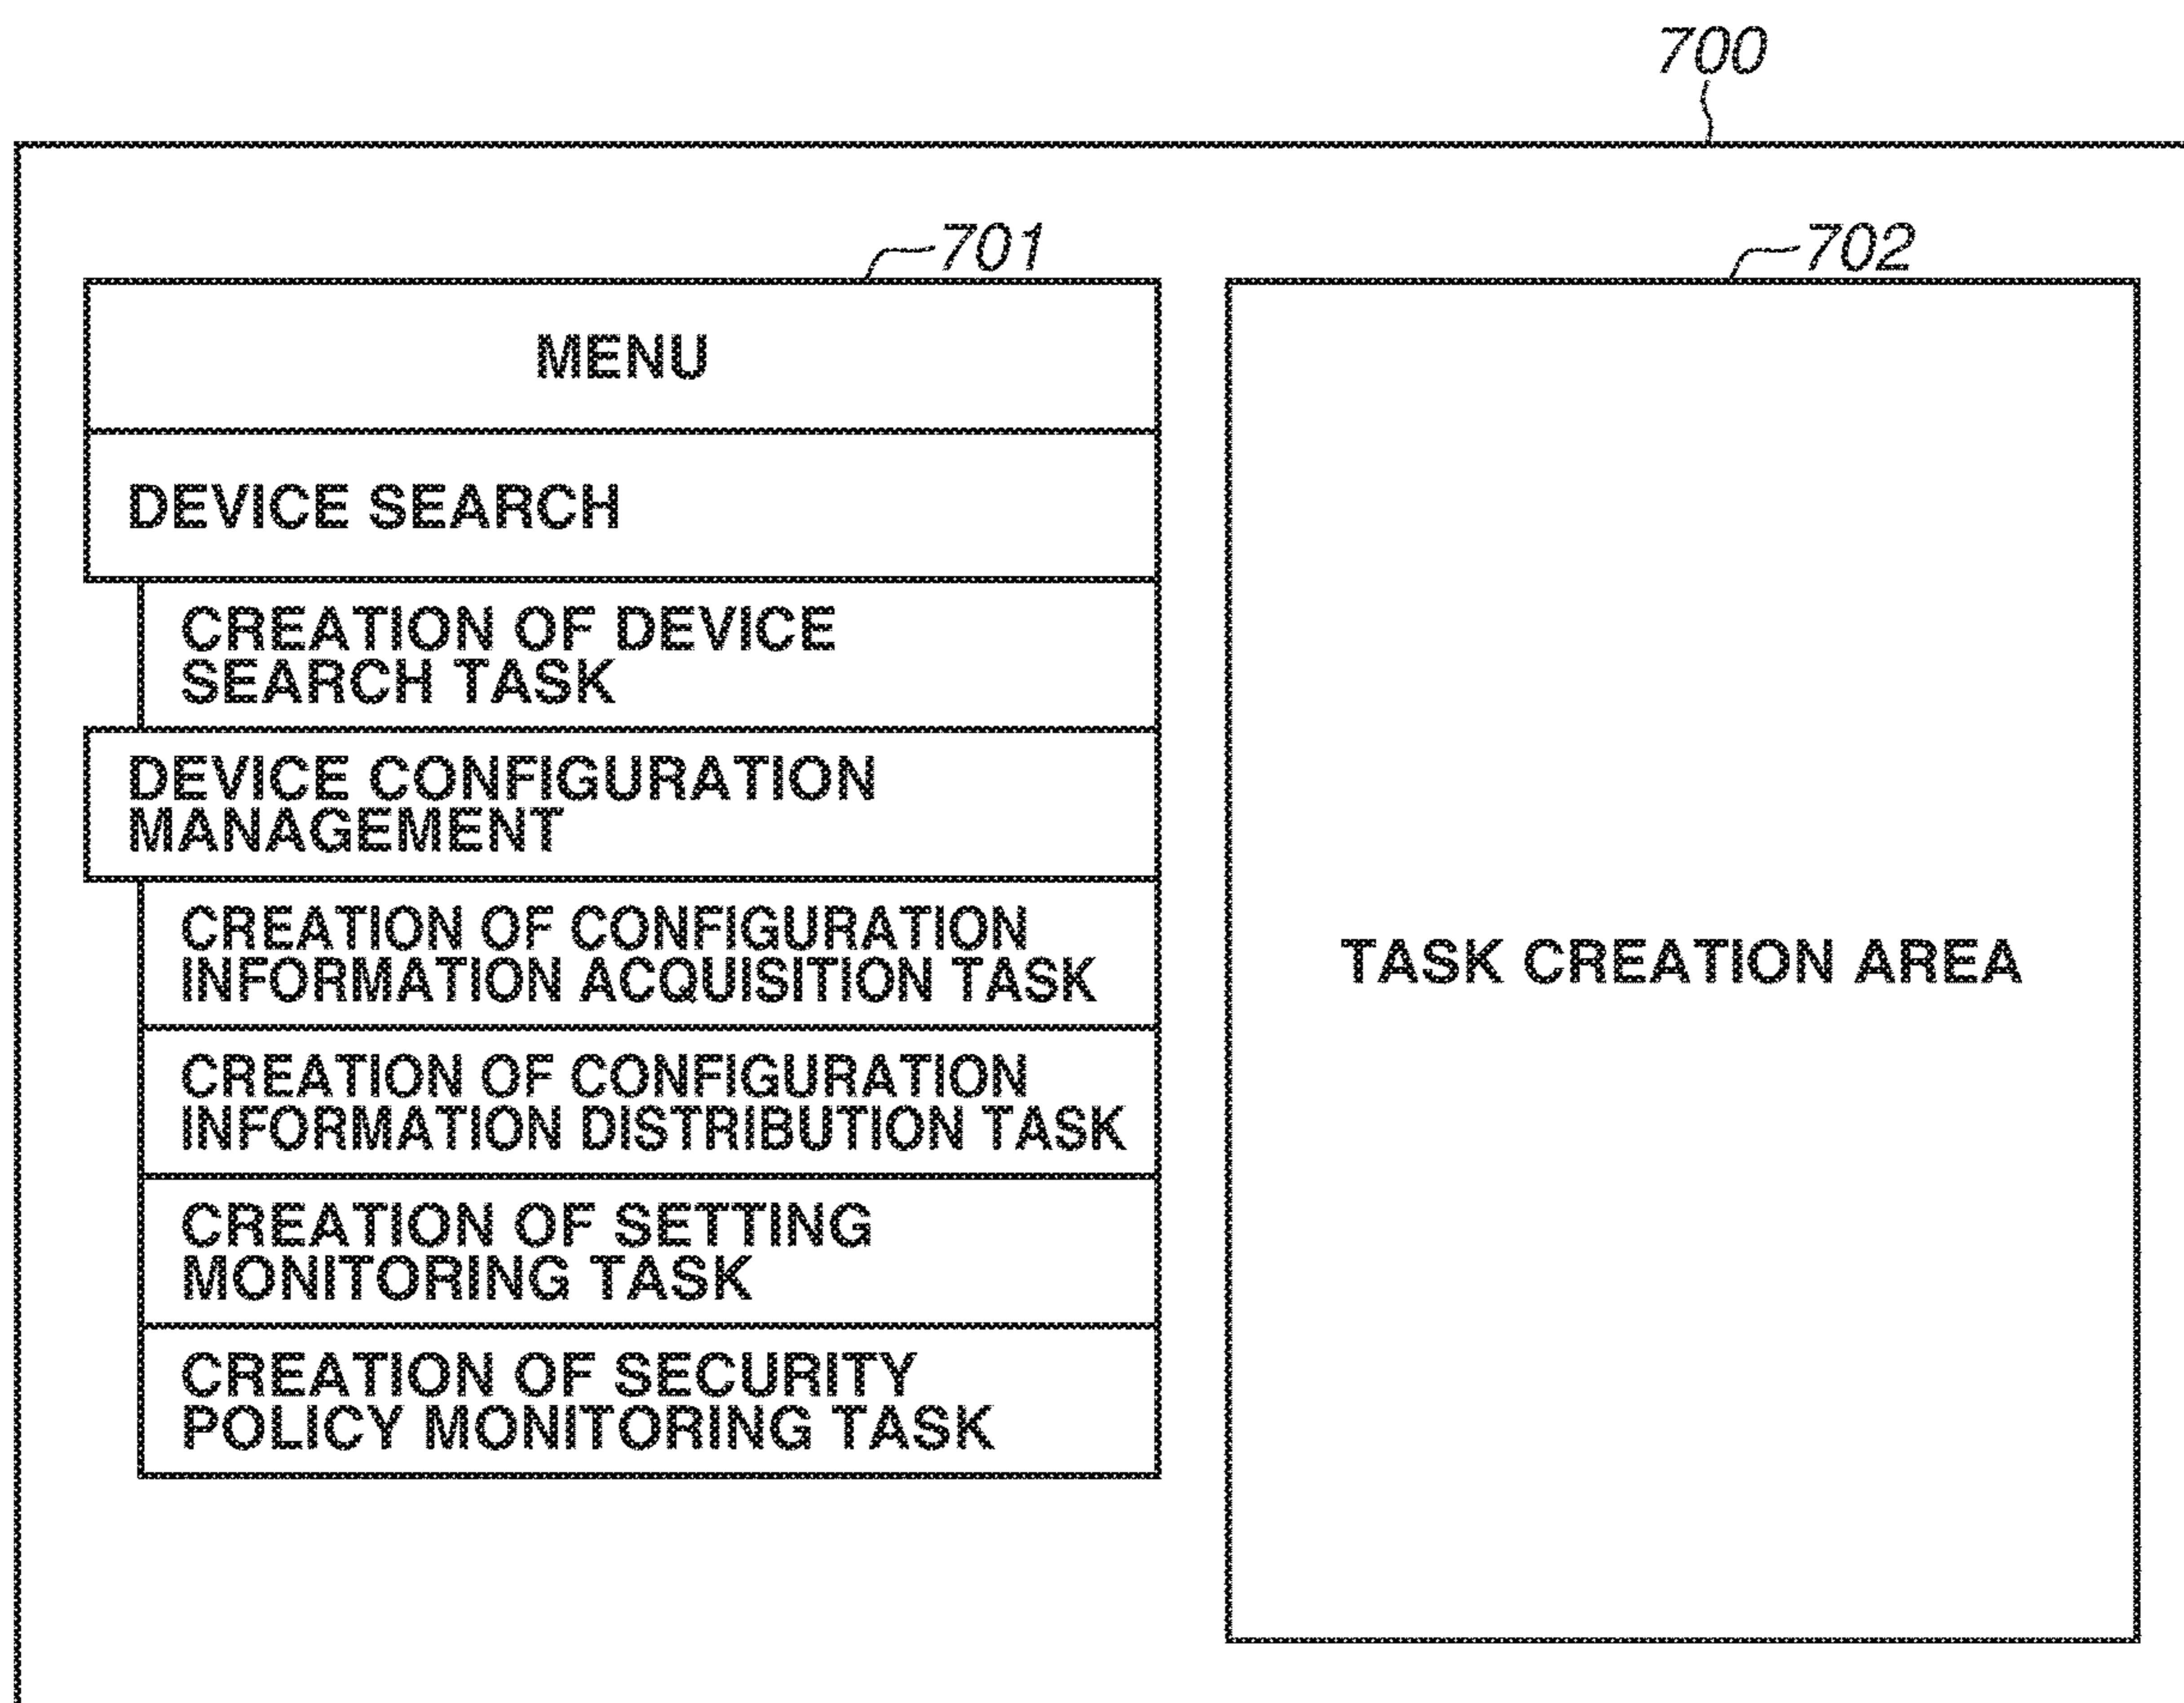 700
701
702
MENU
DEVICE SEARCH
CREATION OF DEVICE
SEARCH TASK
DEVICE CONFIGURATION
MANAGEMENT
CREATION OF CONFIGURATION
INFORMATION ACQUISITION TASK
CREATION OF CONFIGURATION
INFORMATION DISTRIBUTION TASK
CREATION OF SETTING
MONITORING TASK
CREATION OF SECURITY
POLICY MONITORING TASK
TASK CREATION AREA